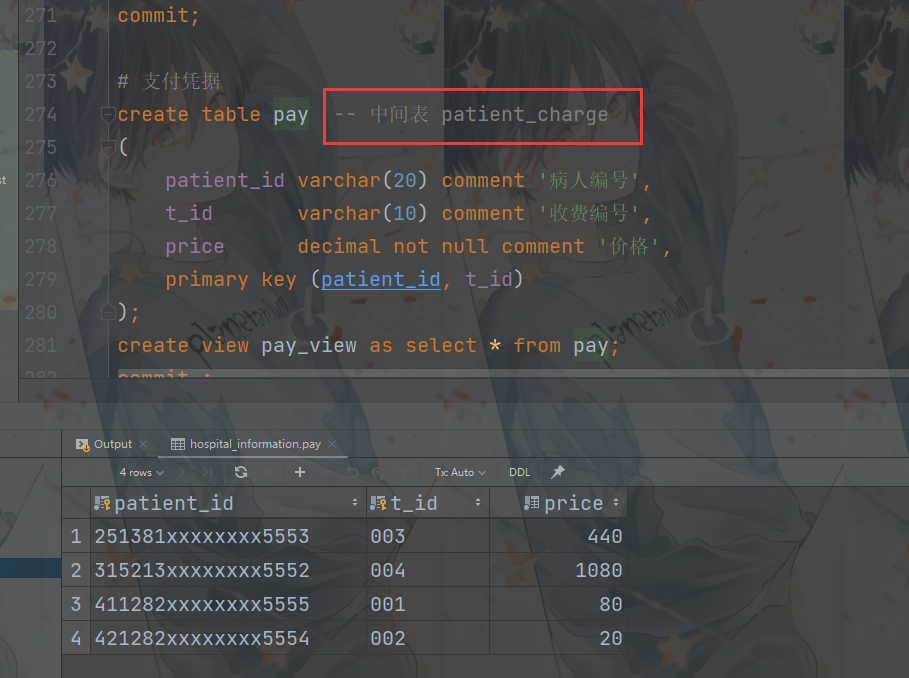 271 commit;
272
273 # 支付凭据
274 create table pay -- 中间表 patient_charge
275 (
276 patient_id varchar(20) comment '病人编号',
277 t_id varchar(10) comment '收费编号',
278 price decimal not null comment '价格',
279 primary key (patient_id, t_id)
280 );
281 create view pay_view as select * from pay;
282 commit ;
st
Output hospital_information.pay
4 rows Tx: Auto DDL
patient_id t_id price
1 251381xxxxxxxx5553 003 440
2 315213xxxxxxxx5552 004 1080
3 411282xxxxxxxx5555 001 80
4 421282xxxxxxxx5554 002 20